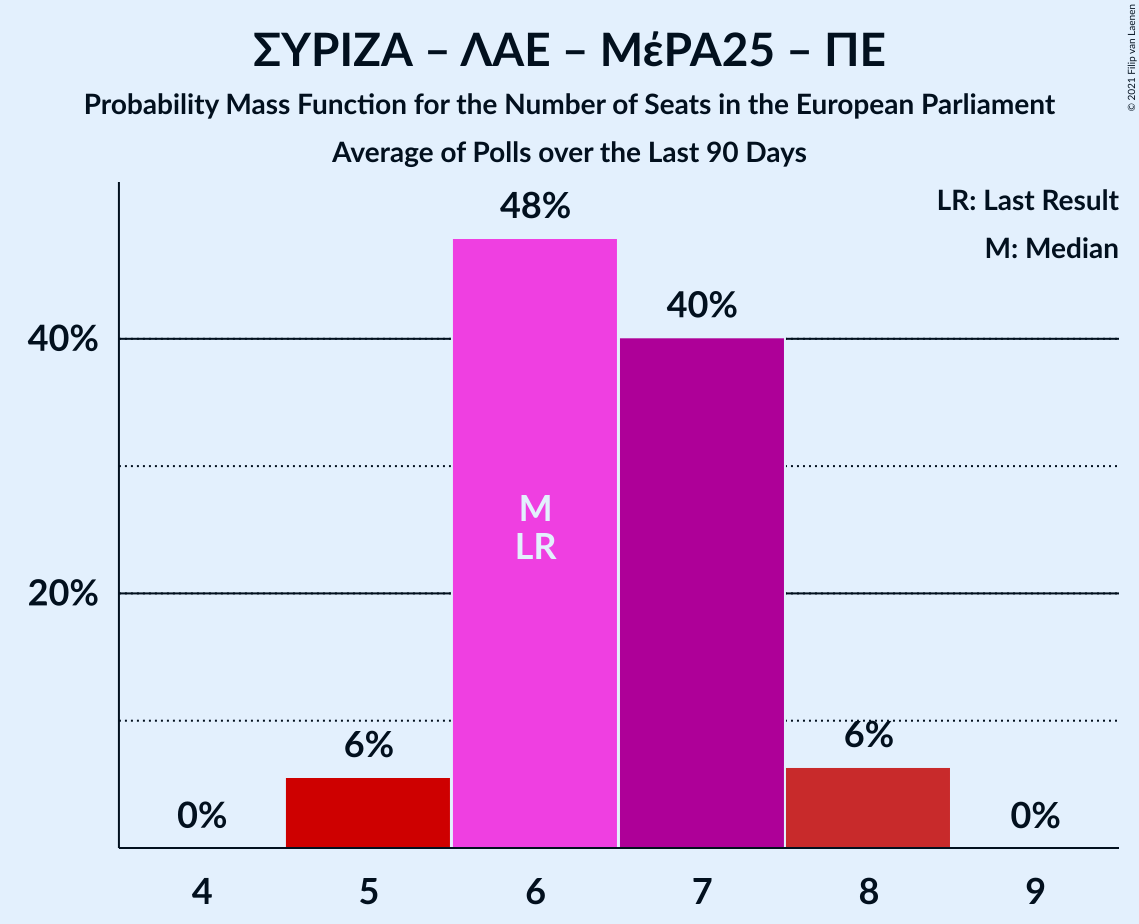 ΣΥΡΙΖΑ – ΛΑΕ – ΜέΡΑ25 – ΠΕ
Probability Mass Function for the Number of Seats in the European Parliament
Average of Polls over the Last 90 Days
© 2021 Filip van Laenen
LR: Last Result
M: Median
48%
40%
40%
M
LR
20%
6%
6%
0%
0%
4 5 6 7 8 9